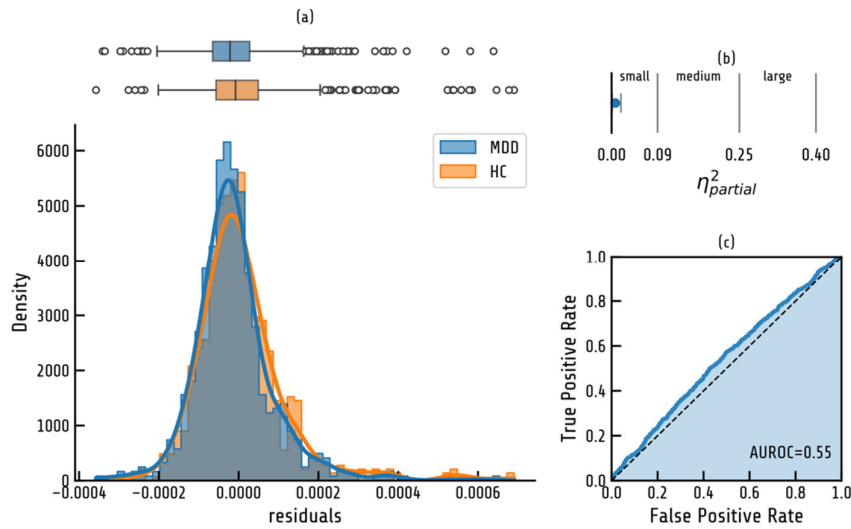 (a)
MDD
HC
6000
5000
4000
3000
2000
1000
0
Density
−0.0004 −0.0002 0.0000 0.0002 0.0004 0.0006
residuals
(b)
small medium large
0.00 0.09 0.25 0.40
η²partial
(c)
1.0
0.8
0.6
0.4
0.2
0.0
True Positive Rate
AUROC=0.55
0.0 0.2 0.4 0.6 0.8 1.0
False Positive Rate